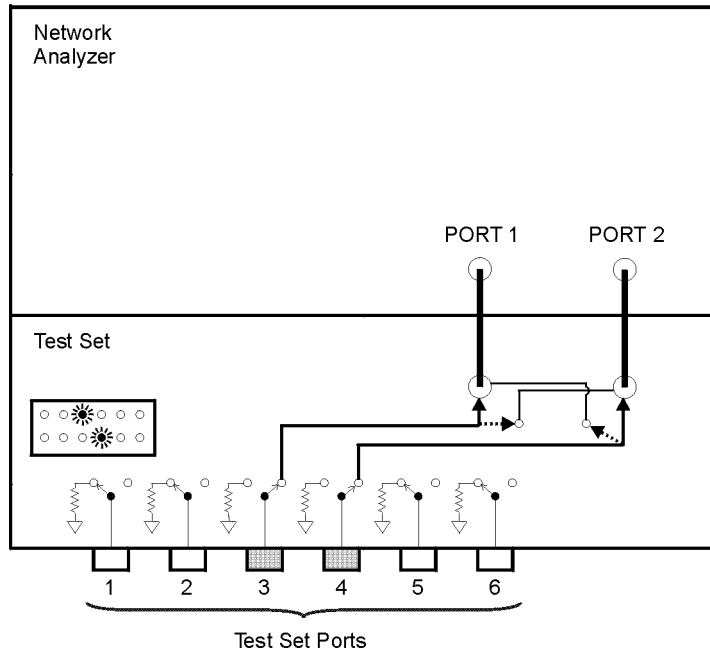 Network
Analyzer
PORT 1
PORT 2
Test Set
1
2
3
4
5
6
Test Set Ports